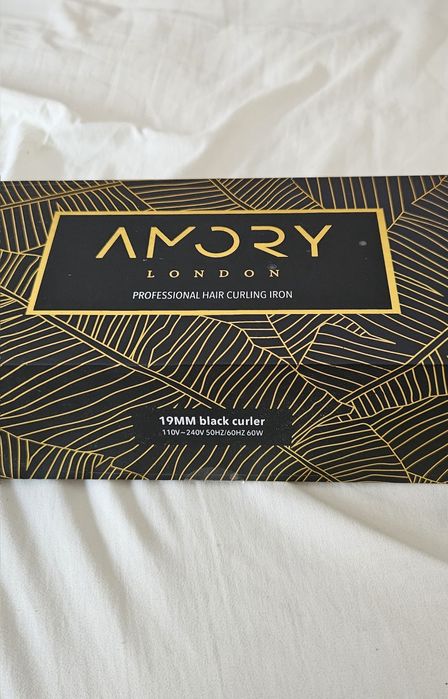 AMORY
LONDON
PROFESSIONAL HAIR CURLING IRON
19MM black curler
110V~240V 50HZ/60HZ 60W